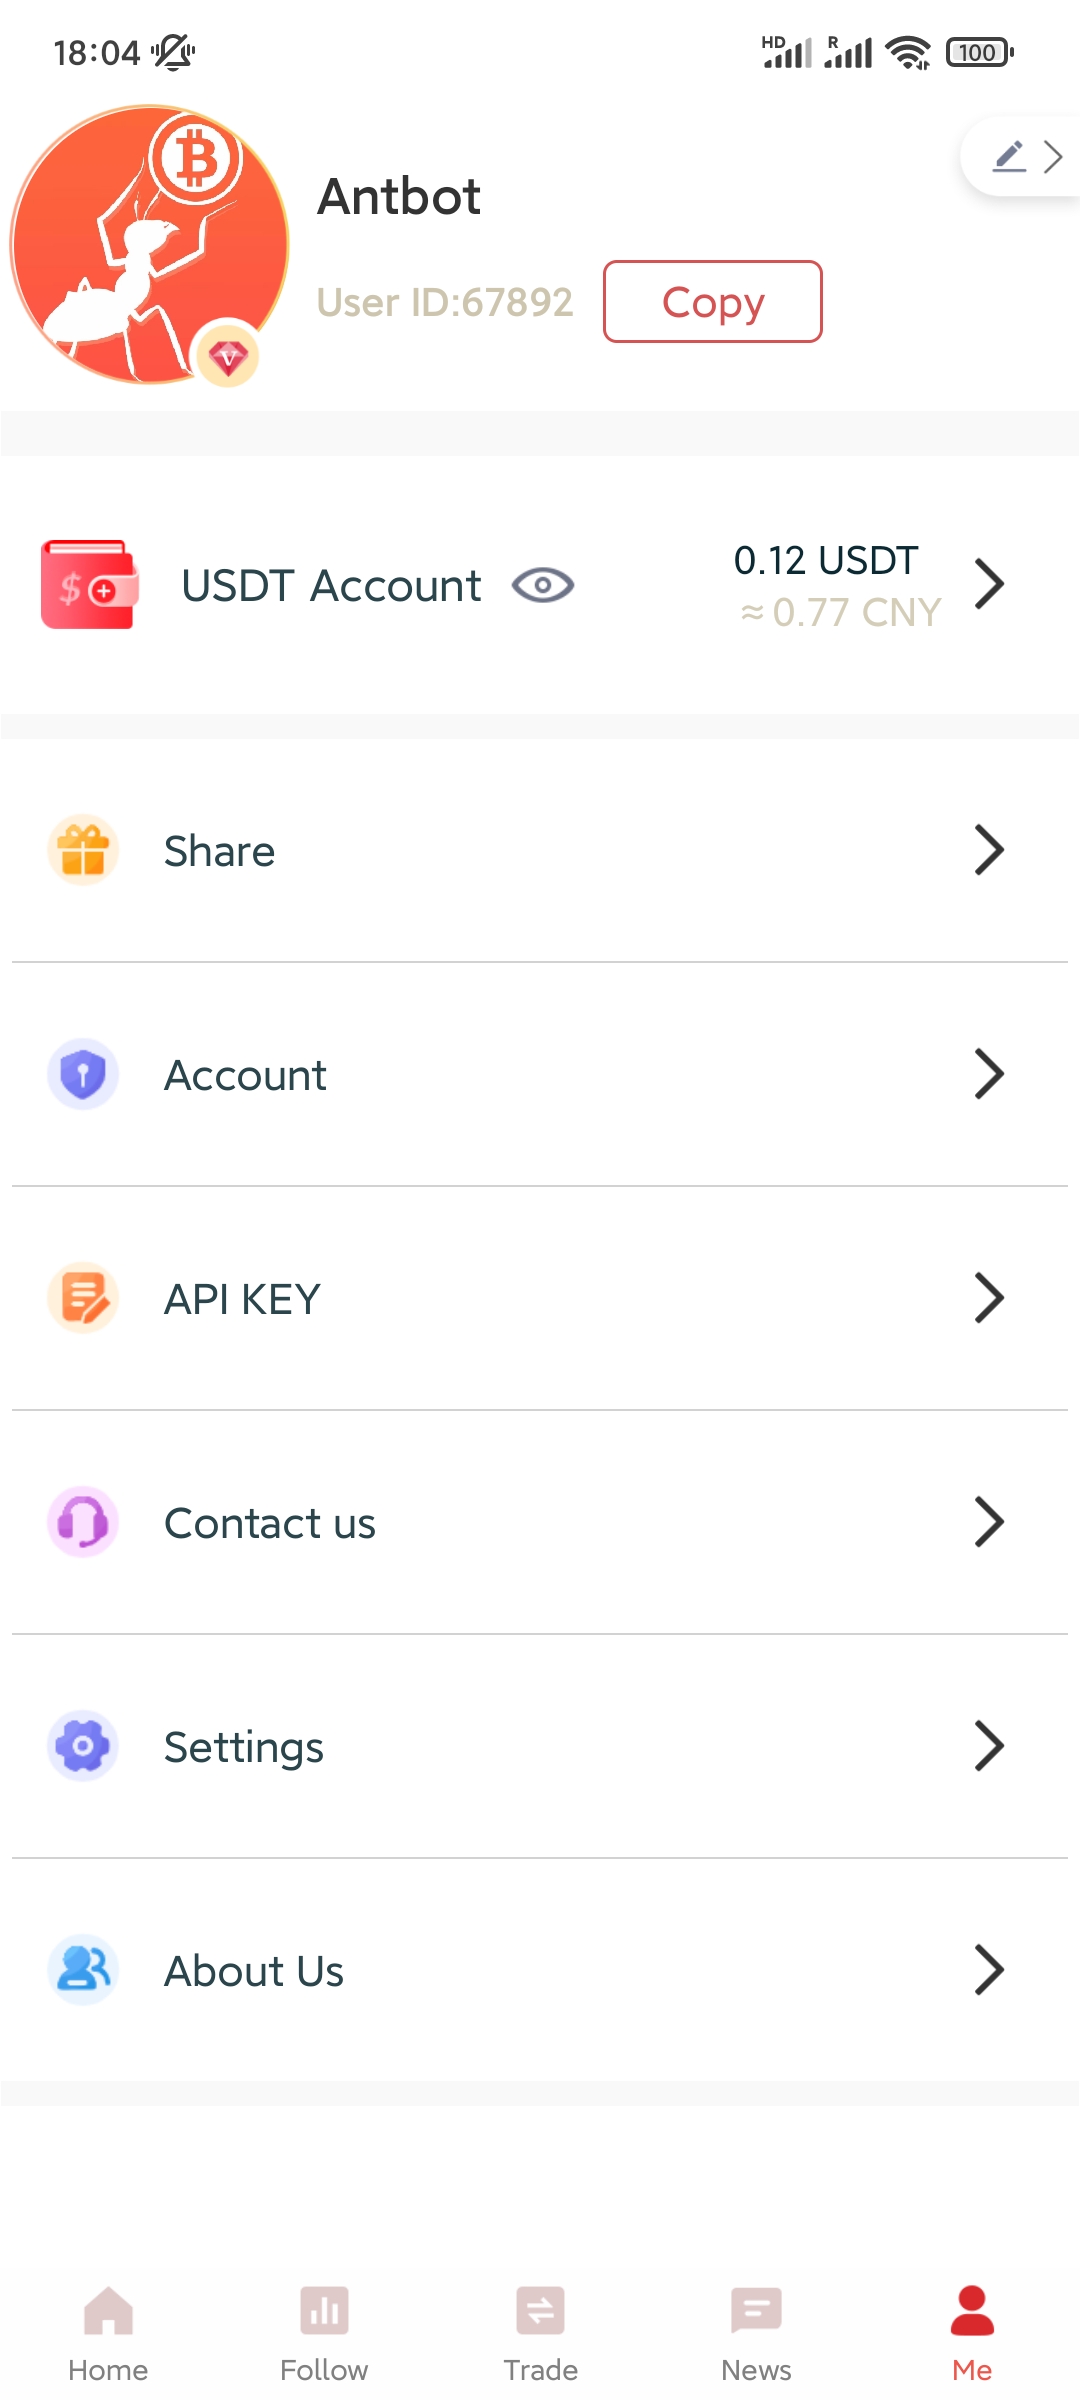 18:04
HD R 100
Antbot
User ID:67892
Copy
USDT Account
0.12 USDT
≈ 0.77 CNY
Share
Account
API KEY
Contact us
Settings
About Us
Home Follow Trade News Me